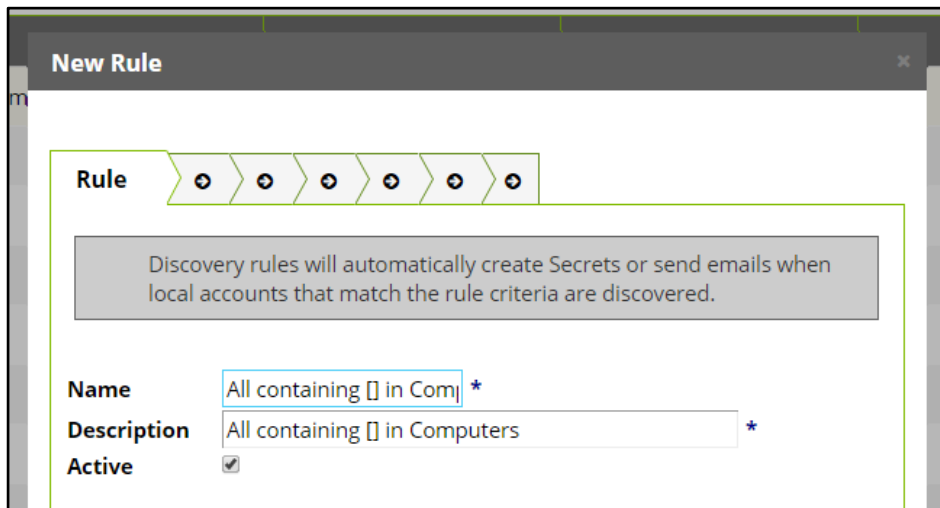 New Rule
×
m
Rule
Discovery rules will automatically create Secrets or send emails when
local accounts that match the rule criteria are discovered.
Name All containing [] in Comp *
Description All containing [] in Computers *
Active